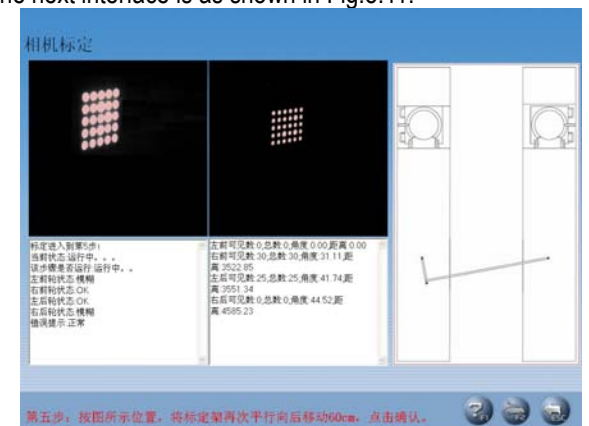 The next interface is as shown in Fig.3.11.
相机标定
标定进入到第5步!
当前状态:运行中。。。
该步骤是否运行:运行中。。
左前轮状态:模糊
右前轮状态:OK
左后轮状态:OK
右后轮状态:模糊
错误提示:正常
左前可见数:0,总数:0,角度:0.00,距离:0.00
右前可见数:30,总数:30,角度:31.11,距
离:3522.85
左后可见数:25,总数:25,角度:41.74,距
离:3551.34
右后可见数:0,总数:0,角度:44.52,距
离:4585.23
第五步:按图所示位置,将标定架再次平行向后移动60cm,点击确认。